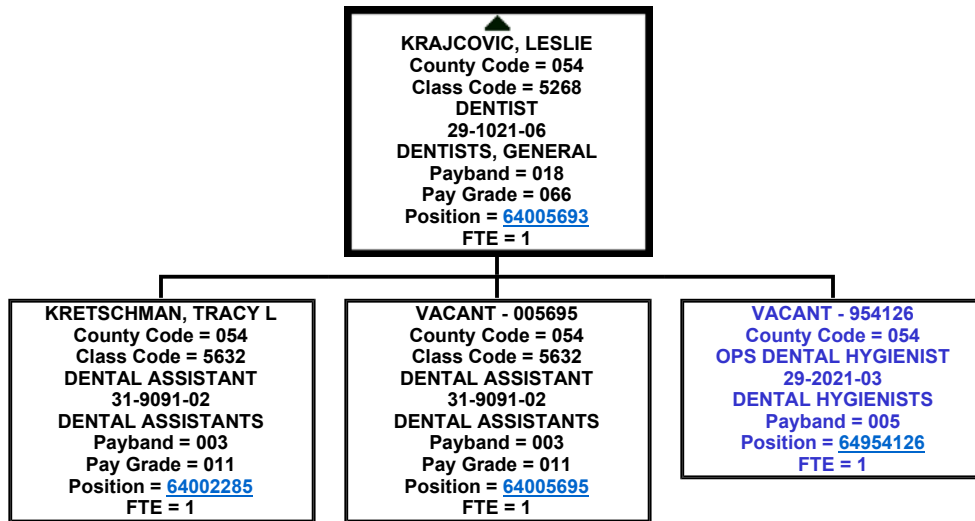 KRAJCOVIC, LESLIE
County Code = 054
Class Code = 5268
DENTIST
29-1021-06
DENTISTS, GENERAL
Payband = 018
Pay Grade = 066
Position = 64005693
FTE = 1
KRETSCHMAN, TRACY L
County Code = 054
Class Code = 5632
DENTAL ASSISTANT
31-9091-02
DENTAL ASSISTANTS
Payband = 003
Pay Grade = 011
Position = 64002285
FTE = 1
VACANT - 005695
County Code = 054
Class Code = 5632
DENTAL ASSISTANT
31-9091-02
DENTAL ASSISTANTS
Payband = 003
Pay Grade = 011
Position = 64005695
FTE = 1
VACANT - 954126
County Code = 054
OPS DENTAL HYGIENIST
29-2021-03
DENTAL HYGIENISTS
Payband = 005
Position = 64954126
FTE = 1